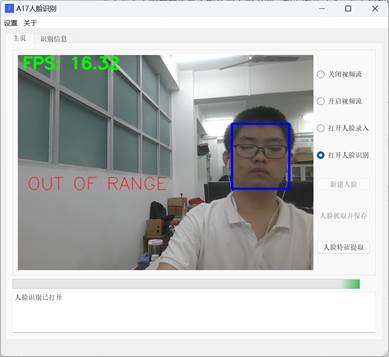 A17人脸识别
设置 关于
主页 识别信息
FPS: 16.32
OUT OF RANGE
关闭视频流
开启视频流
打开人脸录入
打开人脸识别
新建人脸
人脸抓取并保存
人脸特征提取
人脸识别已打开